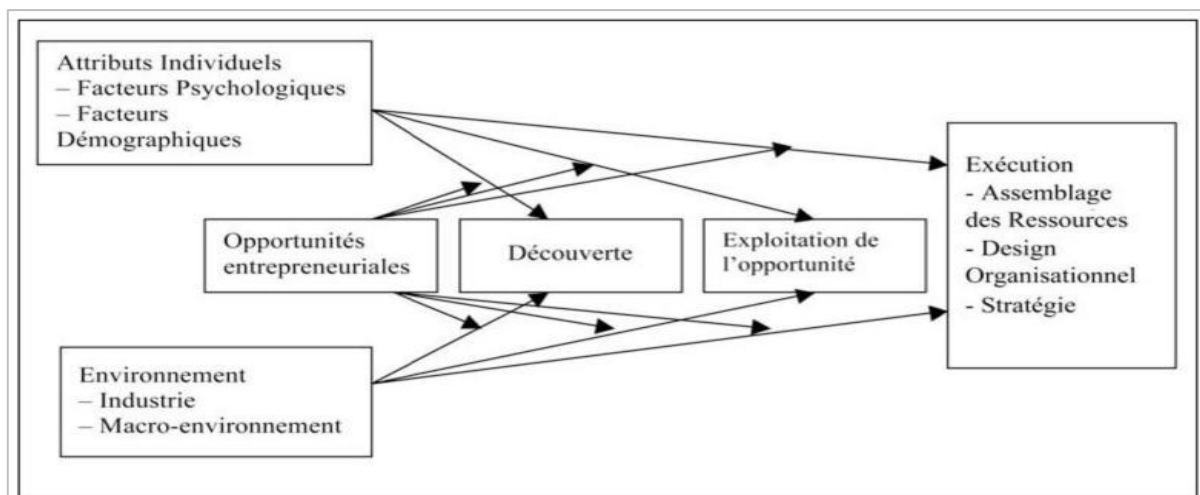 Attributs Individuels
– Facteurs Psychologiques
– Facteurs
Démographiques
Opportunités
entrepreneuriales
Découverte
Exploitation de
l’opportunité
Exécution
- Assemblage
des Ressources
- Design
Organisationnel
- Stratégie
Environnement
– Industrie
– Macro-environnement